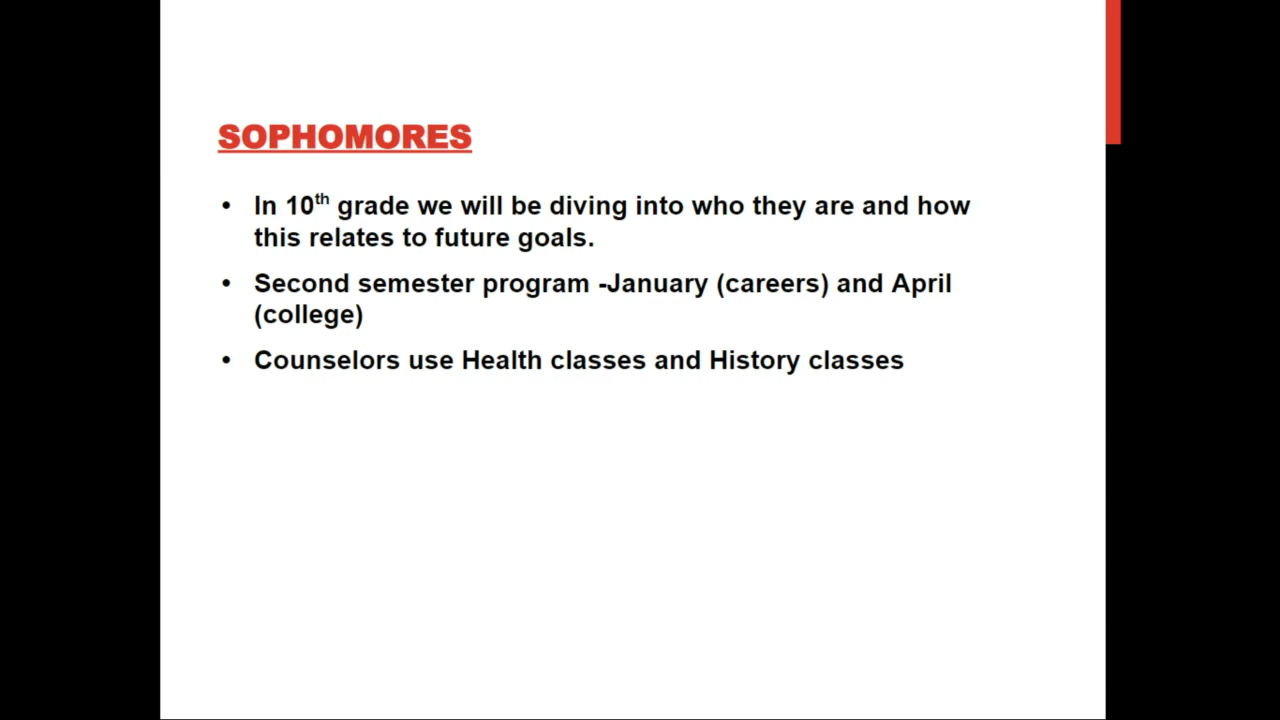 SOPHOMORES
• In 10th grade we will be diving into who they are and how
this relates to future goals.
• Second semester program -January (careers) and April
(college)
• Counselors use Health classes and History classes